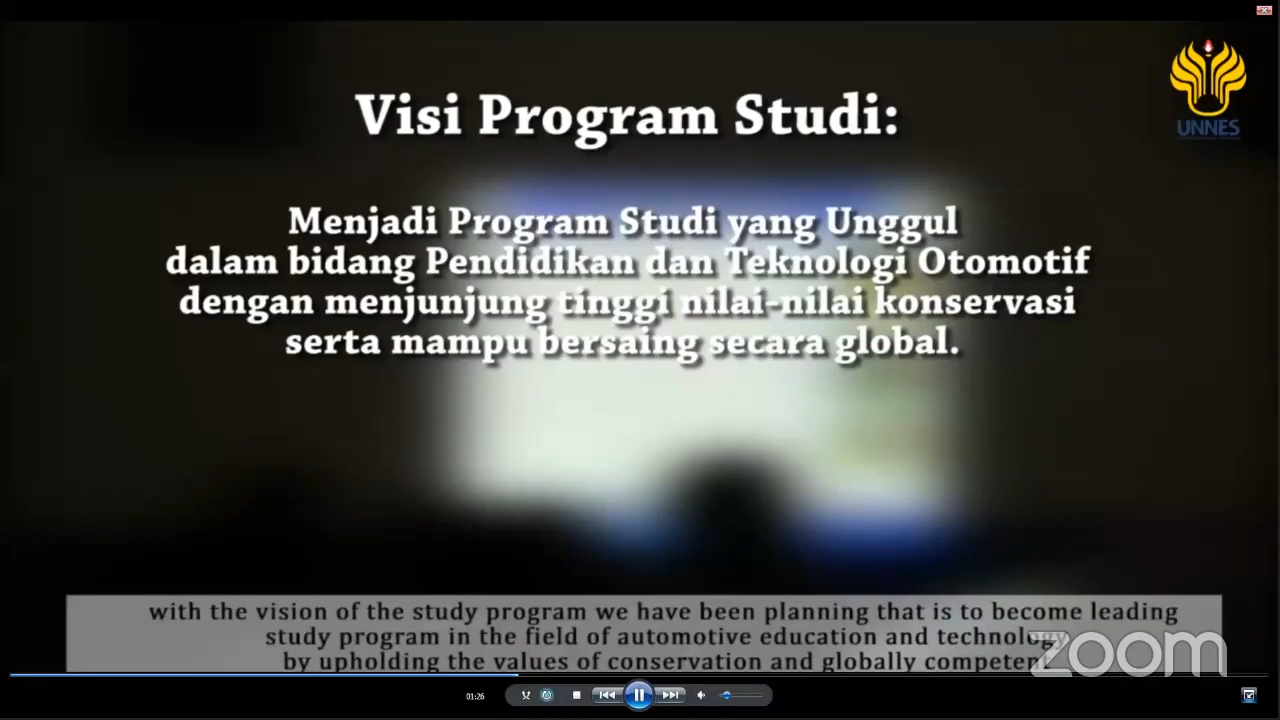 UNNES
Visi Program Studi:
Menjadi Program Studi yang Unggul
dalam bidang Pendidikan dan Teknologi Otomotif
dengan menjunjung tinggi nilai-nilai konservasi
serta mampu bersaing secara global.
with the vision of the study program we have been planning that is to become leading
study program in the field of automotive education and technology
by upholding the values of conservation and globally competent
zoom
01:26